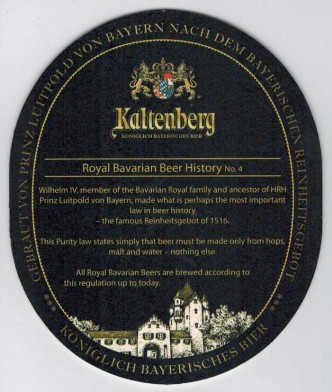 GEBRAUT VON PRINZ LUITPOLD VON BAYERN NACH DEM BAYERISCHEN REINHEITSGEBOT
Kaltenberg
KÖNIGLICH BAYERISCHES BIER
Royal Bavarian Beer History No. 4
Wilhelm IV, member of the Bavarian Royal family and ancestor of HRH
Prinz Luitpold von Bayern, made what is perhaps the most important
law in beer history
– the famous Reinheitsgebot of 1516.
This Purity law states simply that beer must be made only from hops,
malt and water – nothing else.
All Royal Bavarian Beers are brewed according to
this regulation up to today.
KÖNIGLICH BAYERISCHES BIER